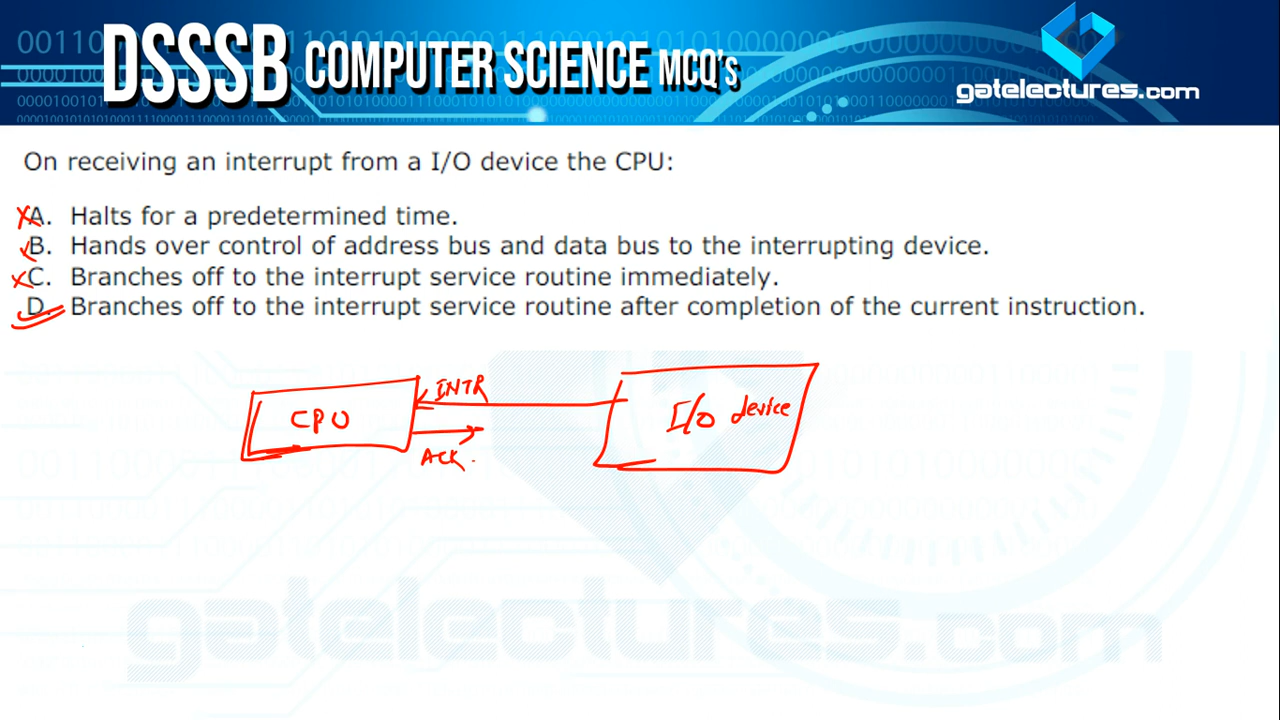 DSSSB COMPUTER SCIENCE MCQ'S
gatelectures.com
On receiving an interrupt from a I/O device the CPU:
A. Halts for a predetermined time.
B. Hands over control of address bus and data bus to the interrupting device.
C. Branches off to the interrupt service routine immediately.
D. Branches off to the interrupt service routine after completion of the current instruction.
INTR
CPU
I/O device
ACK.
gatelectures.com